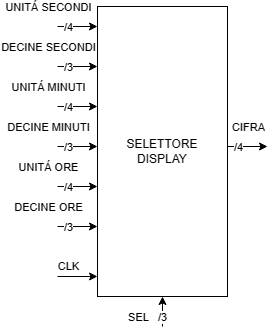 UNITÁ SECONDI
/4
DECINE SECONDI
/3
UNITÁ MINUTI
/4
DECINE MINUTI
/3
UNITÁ ORE
/4
DECINE ORE
/3
CLK
SELETTORE
DISPLAY
CIFRA
/4
SEL /3